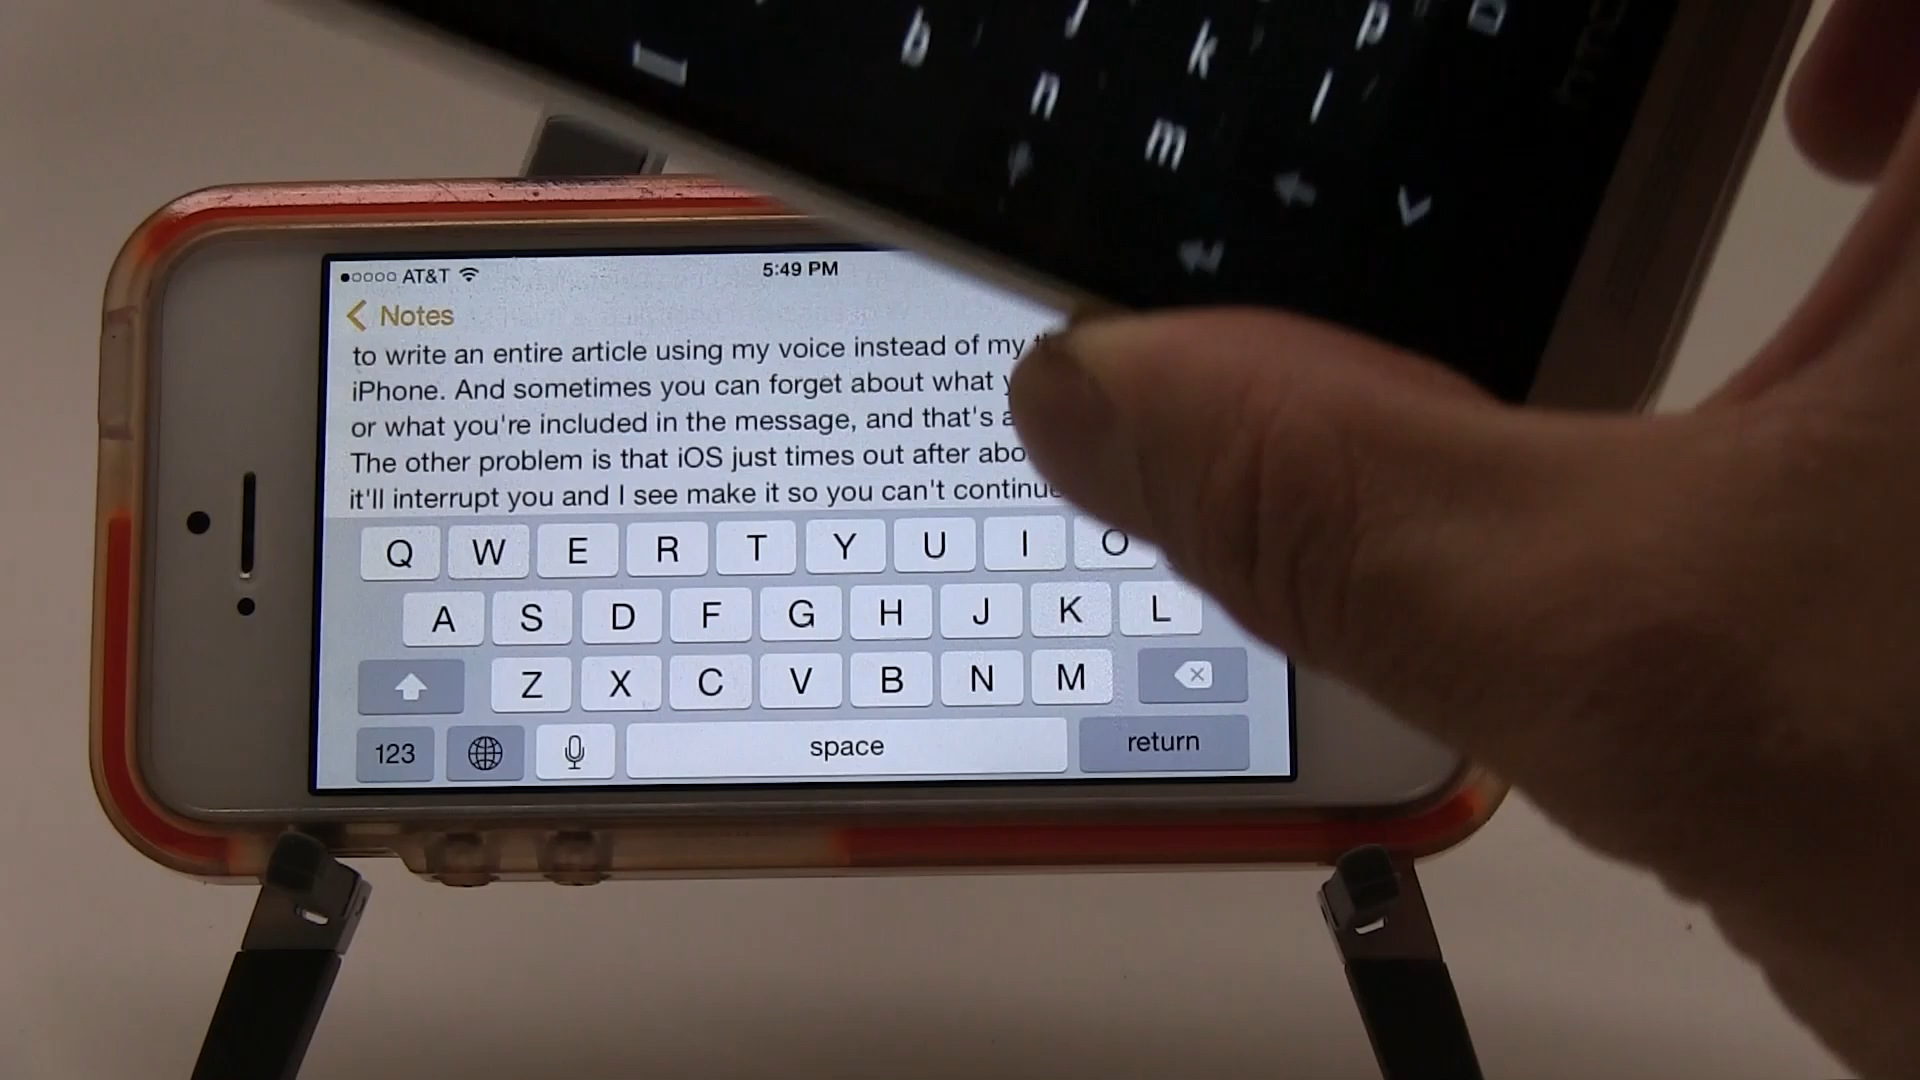 b j k p
n l
m
AT&T 5:49 PM
Notes
to write an entire article using my voice instead of my
iPhone. And sometimes you can forget about what
or what you're included in the message, and that's
The other problem is that iOS just times out after
it'll interrupt you and I see make it so you can't continue
Q W E R T Y U I O
A S D F G H J K L
Z X C V B N M
123 space return